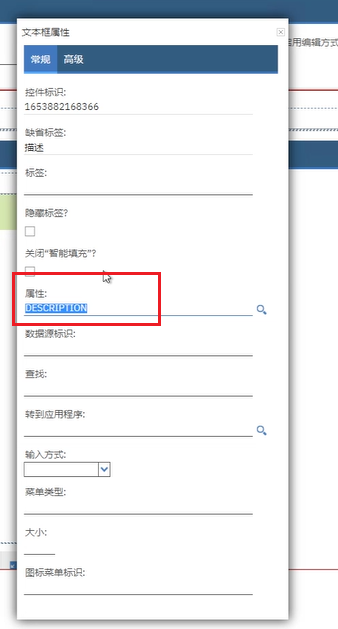 文本框属性
启用编辑方式
常规 高级
控件标识:
1653882168366
缺省标签:
描述
标签:
隐藏标签?
关闭“智能填充”?
属性:
DESCRIPTION
数据源标识:
查找:
转到应用程序:
输入方式:
菜单类型:
大小:
图标菜单标识: